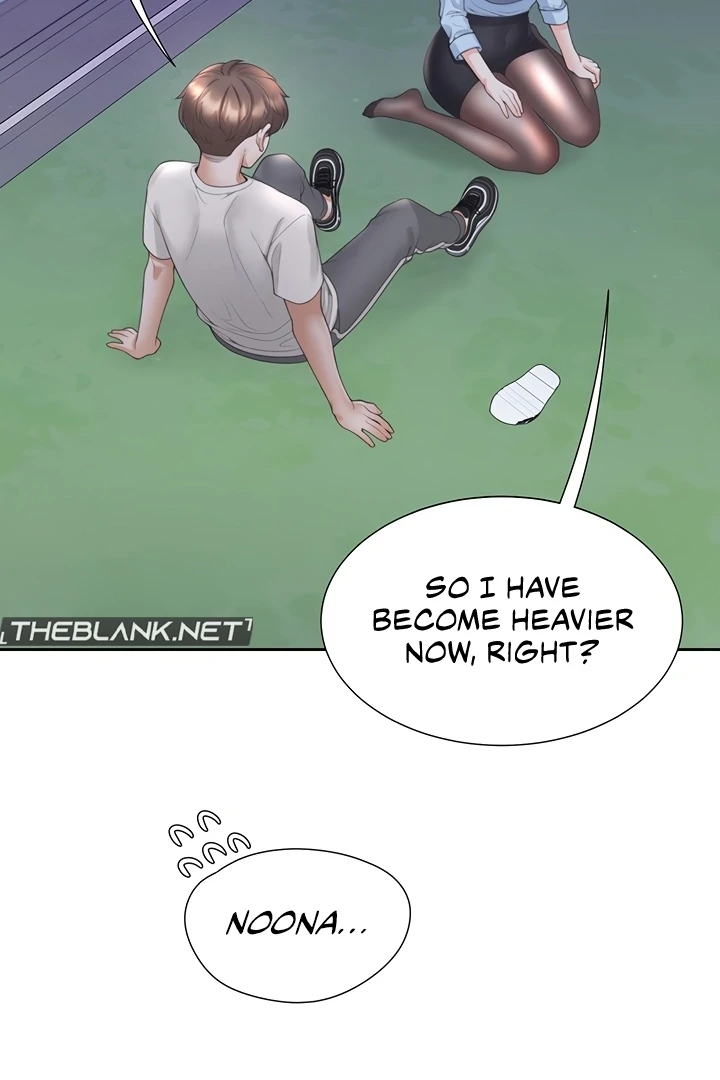 SO I HAVE
BECOME HEAVIER
NOW, RIGHT?
THEBLANK.NET
NOONA...